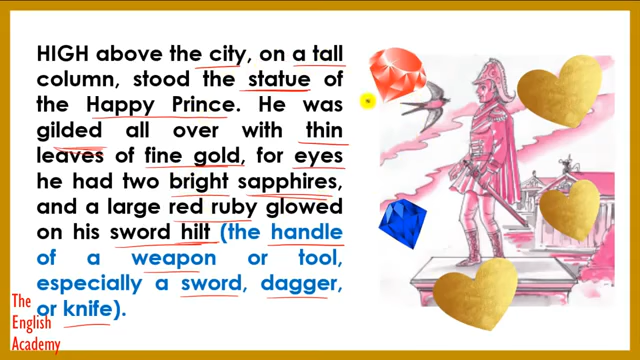 HIGH above the city, on a tall
column, stood the statue of
the Happy Prince. He was
gilded all over with thin
leaves of fine gold, for eyes
he had two bright sapphires,
and a large red ruby glowed
on his sword hilt (the handle
of a weapon or tool,
especially a sword, dagger,
or knife).
The
English
Academy